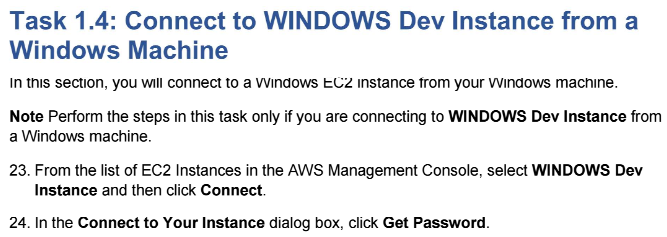 Task 1.4: Connect to WINDOWS Dev Instance from a
Windows Machine
In this section, you will connect to a Windows EC2 instance from your Windows machine.
Note Perform the steps in this task only if you are connecting to WINDOWS Dev Instance from
a Windows machine.
23. From the list of EC2 Instances in the AWS Management Console, select WINDOWS Dev
Instance and then click Connect.
24. In the Connect to Your Instance dialog box, click Get Password.